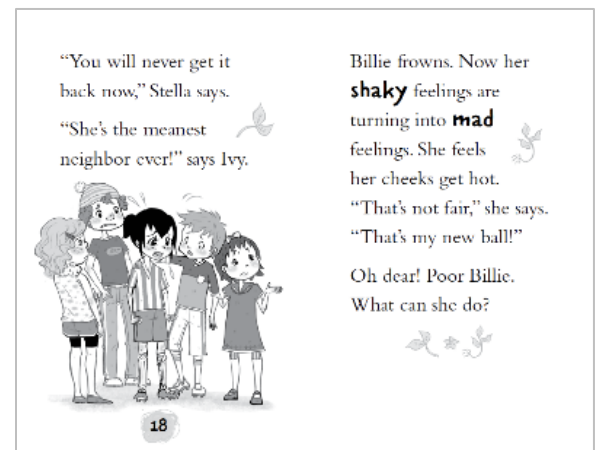 “You will never get it
back now,” Stella says.
“She’s the meanest
neighbor ever!” says Ivy.
18
Billie frowns. Now her
shaky feelings are
turning into mad
feelings. She feels
her cheeks get hot.
“That’s not fair,” she says.
“That’s my new ball!”
Oh dear! Poor Billie.
What can she do?